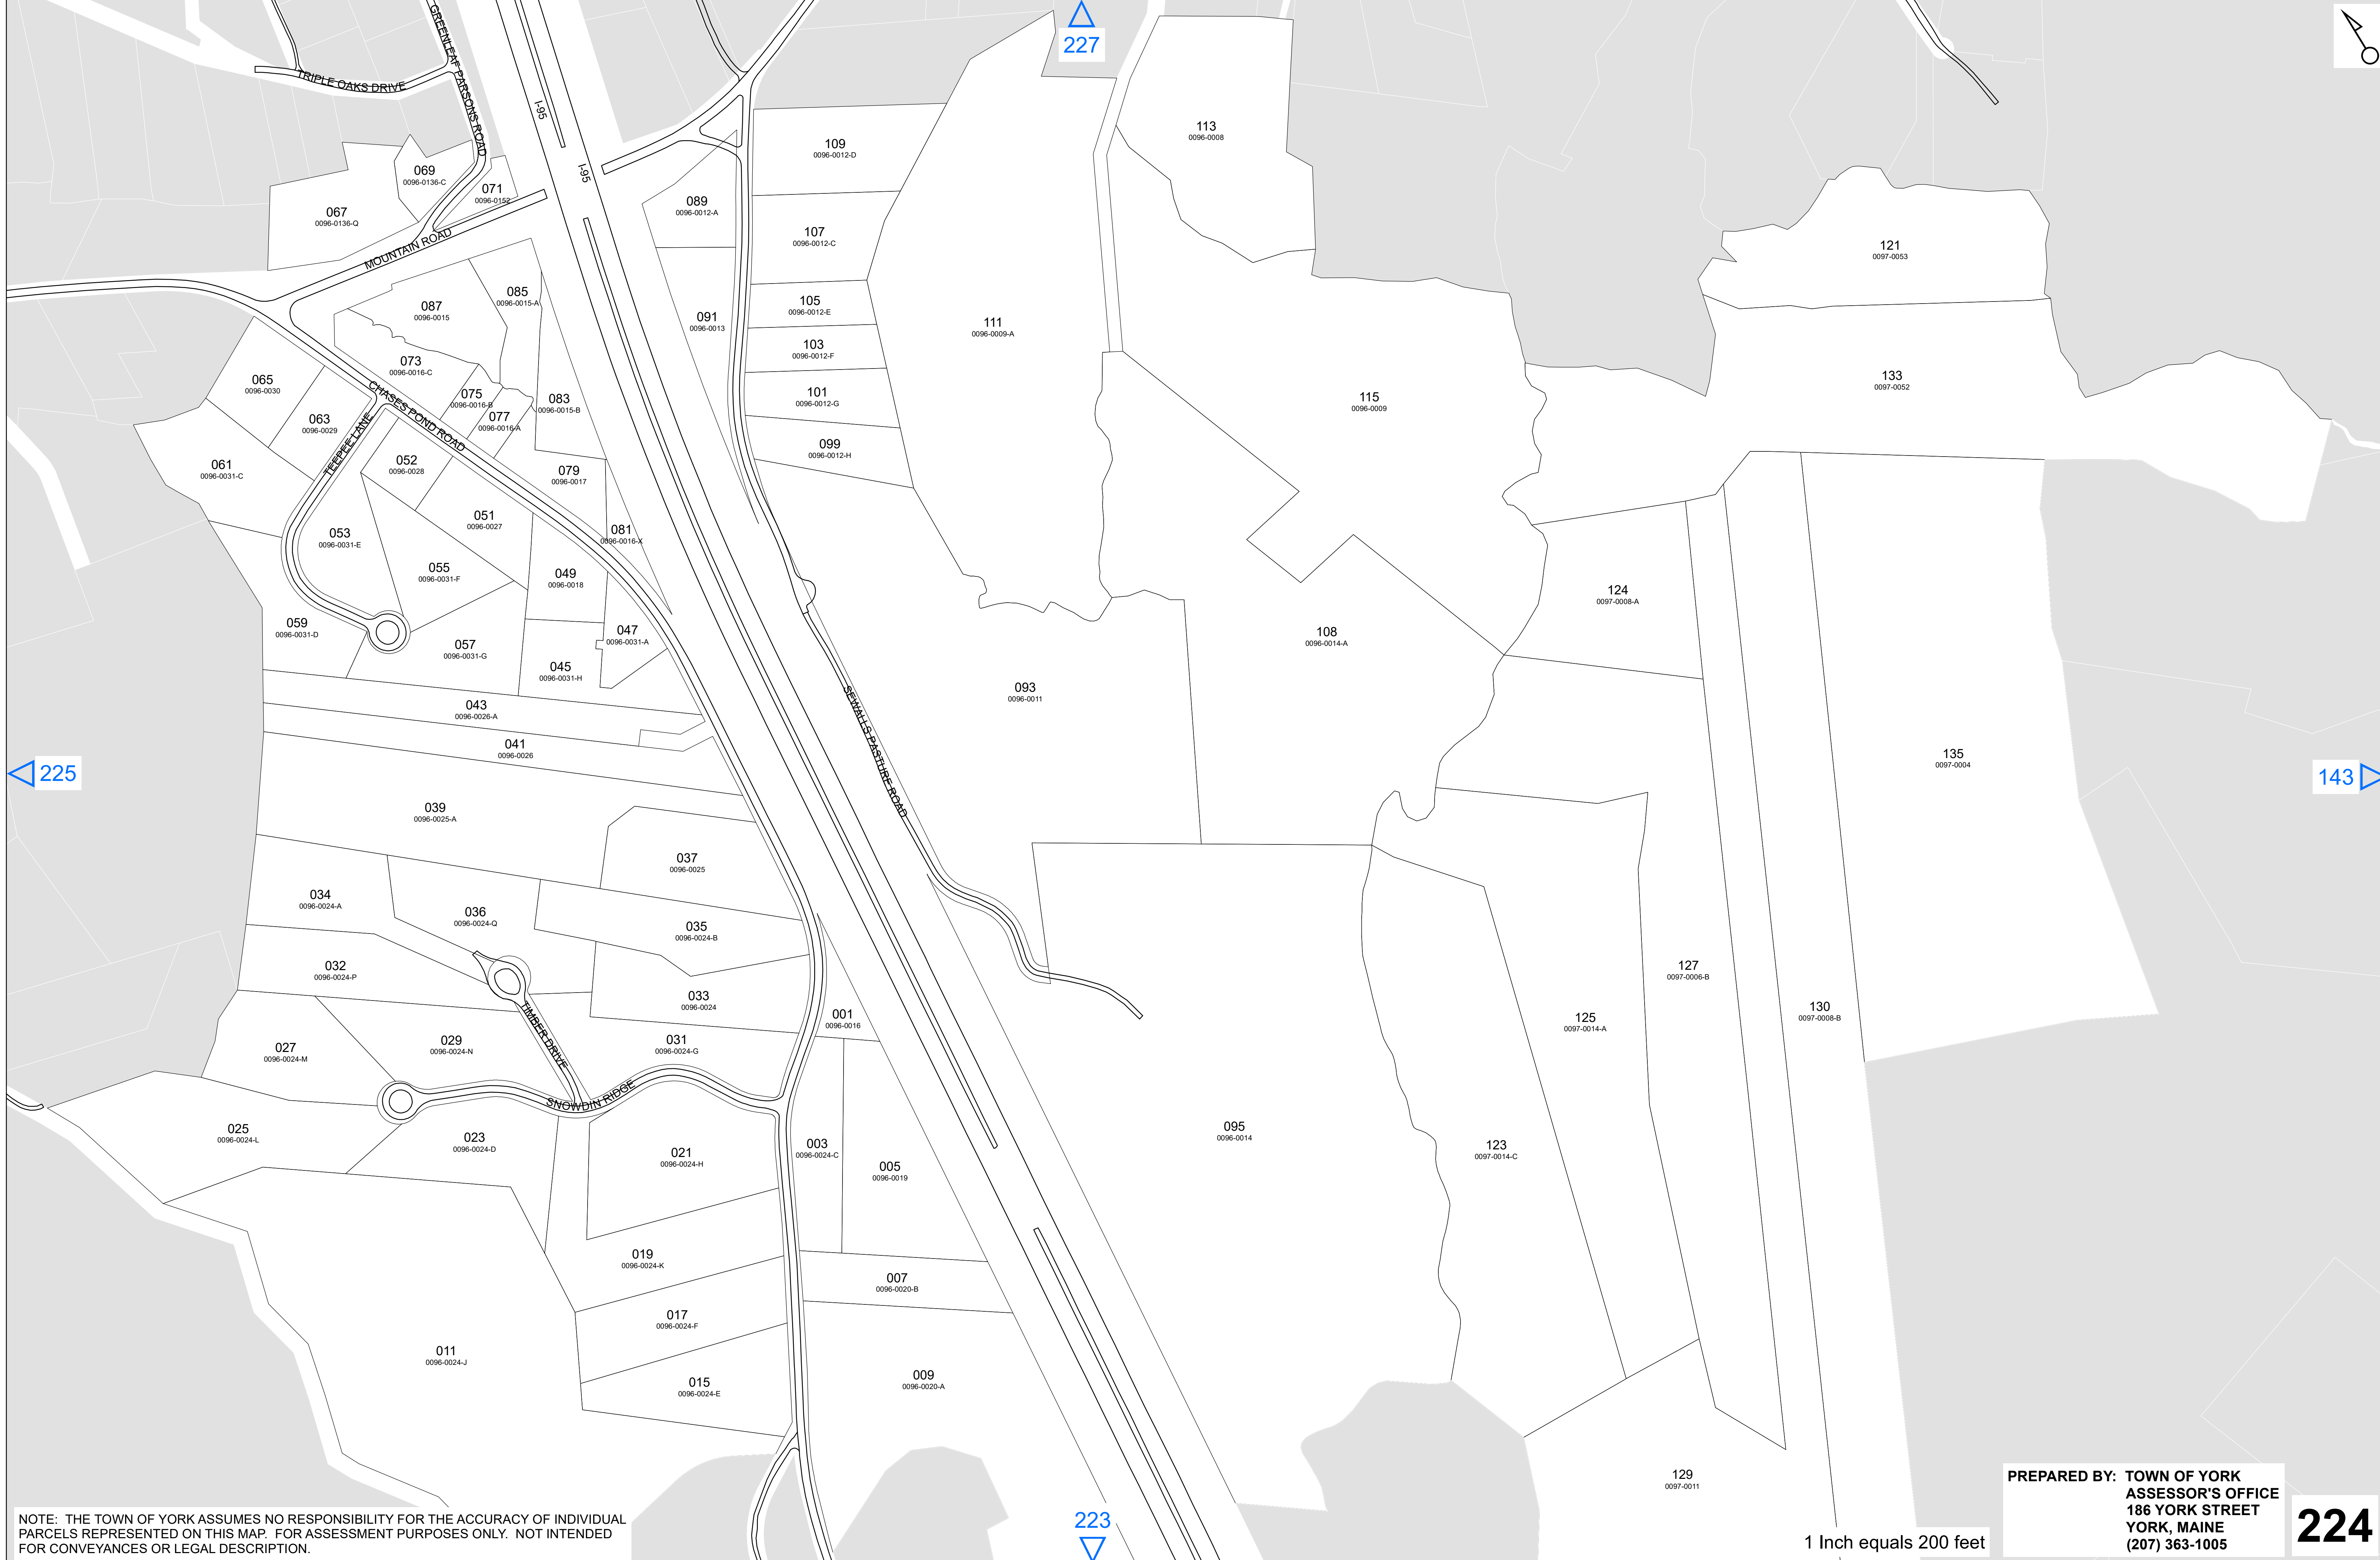 227
GREENLEAF PARSONS ROAD
TRIPLE OAKS DRIVE
I-95
I-95
113
0096-0008
109
0096-0012-D
069
0096-0136-C
071
0096-0152
089
0096-0012-A
067
0096-0136-Q
107
0096-0012-C
MOUNTAIN ROAD
121
0097-0053
085
0096-0015-A
087
0096-0015
105
0096-0012-E
091
0096-0013
111
0096-0009-A
103
0096-0012-F
073
0096-0016-C
065
0096-0030
133
0097-0052
CHASES POND ROAD
075
0096-0016-B
083
0096-0015-B
101
0096-0012-G
115
0096-0009
077
0096-0016-A
063
0096-0029
TEEPEE LANE
099
0096-0012-H
061
0096-0031-C
052
0096-0028
079
0096-0017
051
0096-0027
081
0096-0016-X
053
0096-0031-E
055
0096-0031-F
049
0096-0018
124
0097-0008-A
059
0096-0031-D
047
0096-0031-A
108
0096-0014-A
057
0096-0031-G
045
0096-0031-H
093
0096-0011
043
0096-0026-A
SEWALLS PASTURE ROAD
041
0096-0026
135
0097-0004
225
143
039
0096-0025-A
037
0096-0025
034
0096-0024-A
036
0096-0024-Q
035
0096-0024-B
032
0096-0024-P
127
0097-0006-B
033
0096-0024
130
0097-0008-B
001
0096-0016
125
0097-0014-A
TIMBER DRIVE
027
0096-0024-M
029
0096-0024-N
031
0096-0024-G
SNOWDIN RIDGE
025
0096-0024-L
023
0096-0024-D
095
0096-0014
003
0096-0024-C
123
0097-0014-C
021
0096-0024-H
005
0096-0019
019
0096-0024-K
007
0096-0020-B
017
0096-0024-F
011
0096-0024-J
009
0096-0020-A
015
0096-0024-E
129
0097-0011
223
NOTE: THE TOWN OF YORK ASSUMES NO RESPONSIBILITY FOR THE ACCURACY OF INDIVIDUAL
PARCELS REPRESENTED ON THIS MAP. FOR ASSESSMENT PURPOSES ONLY. NOT INTENDED
FOR CONVEYANCES OR LEGAL DESCRIPTION.
1 Inch equals 200 feet
PREPARED BY: TOWN OF YORK
ASSESSOR'S OFFICE
186 YORK STREET
YORK, MAINE
(207) 363-1005
224